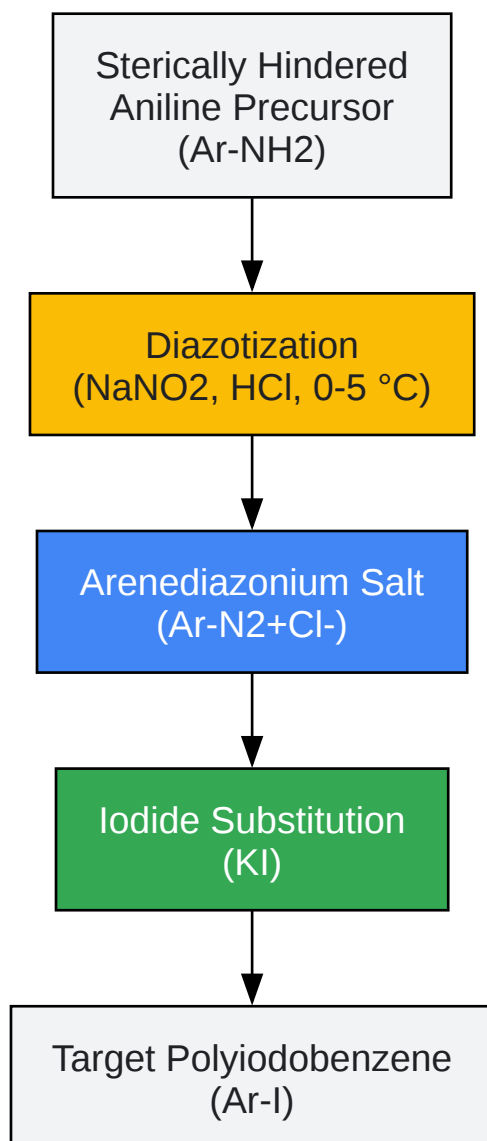 Sterically Hindered
Aniline Precursor
(Ar-NH2)
Diazotization
(NaNO2, HCl, 0-5 °C)
Arenediazonium Salt
(Ar-N2+Cl-)
Iodide Substitution
(KI)
Target Polyiodobenzene
(Ar-I)